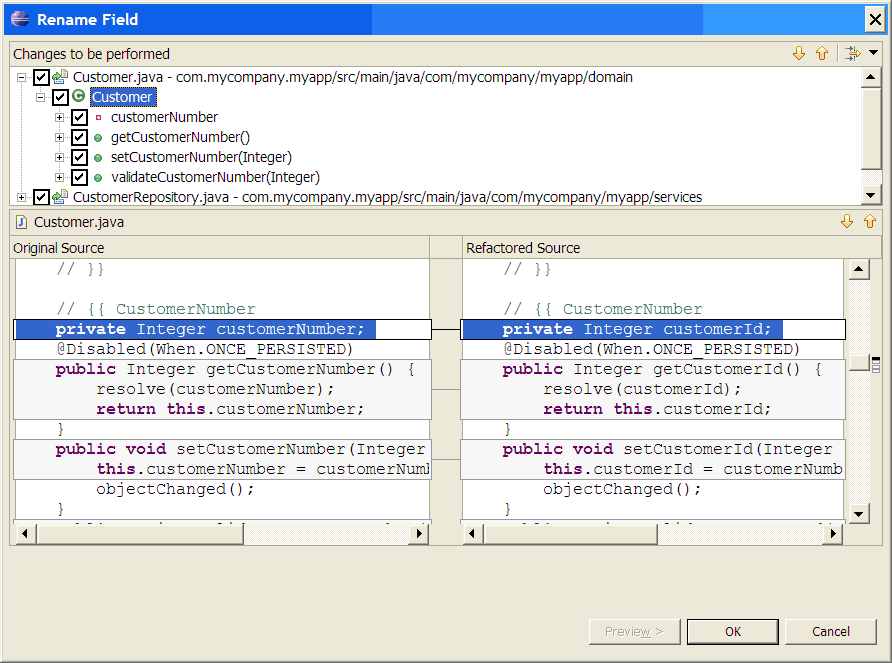 Rename Field
Changes to be performed
Customer.java - com.mycompany.myapp/src/main/java/com/mycompany/myapp/domain
Customer
customerNumber
getCustomerNumber()
setCustomerNumber(Integer)
validateCustomerNumber(Integer)
CustomerRepository.java - com.mycompany.myapp/src/main/java/com/mycompany/myapp/services
Customer.java
Original Source
// }}
// {{ CustomerNumber
private Integer customerNumber;
@Disabled(When.ONCE_PERSISTED)
public Integer getCustomerNumber() {
resolve(customerNumber);
return this.customerNumber;
}
public void setCustomerNumber(Integer
this.customerNumber = customerNumb
objectChanged();
}
Refactored Source
// }}
// {{ CustomerNumber
private Integer customerId;
@Disabled(When.ONCE_PERSISTED)
public Integer getCustomerId() {
resolve(customerId);
return this.customerId;
}
public void setCustomerId(Integer
this.customerId = customerNumb
objectChanged();
}
Preview >
OK
Cancel